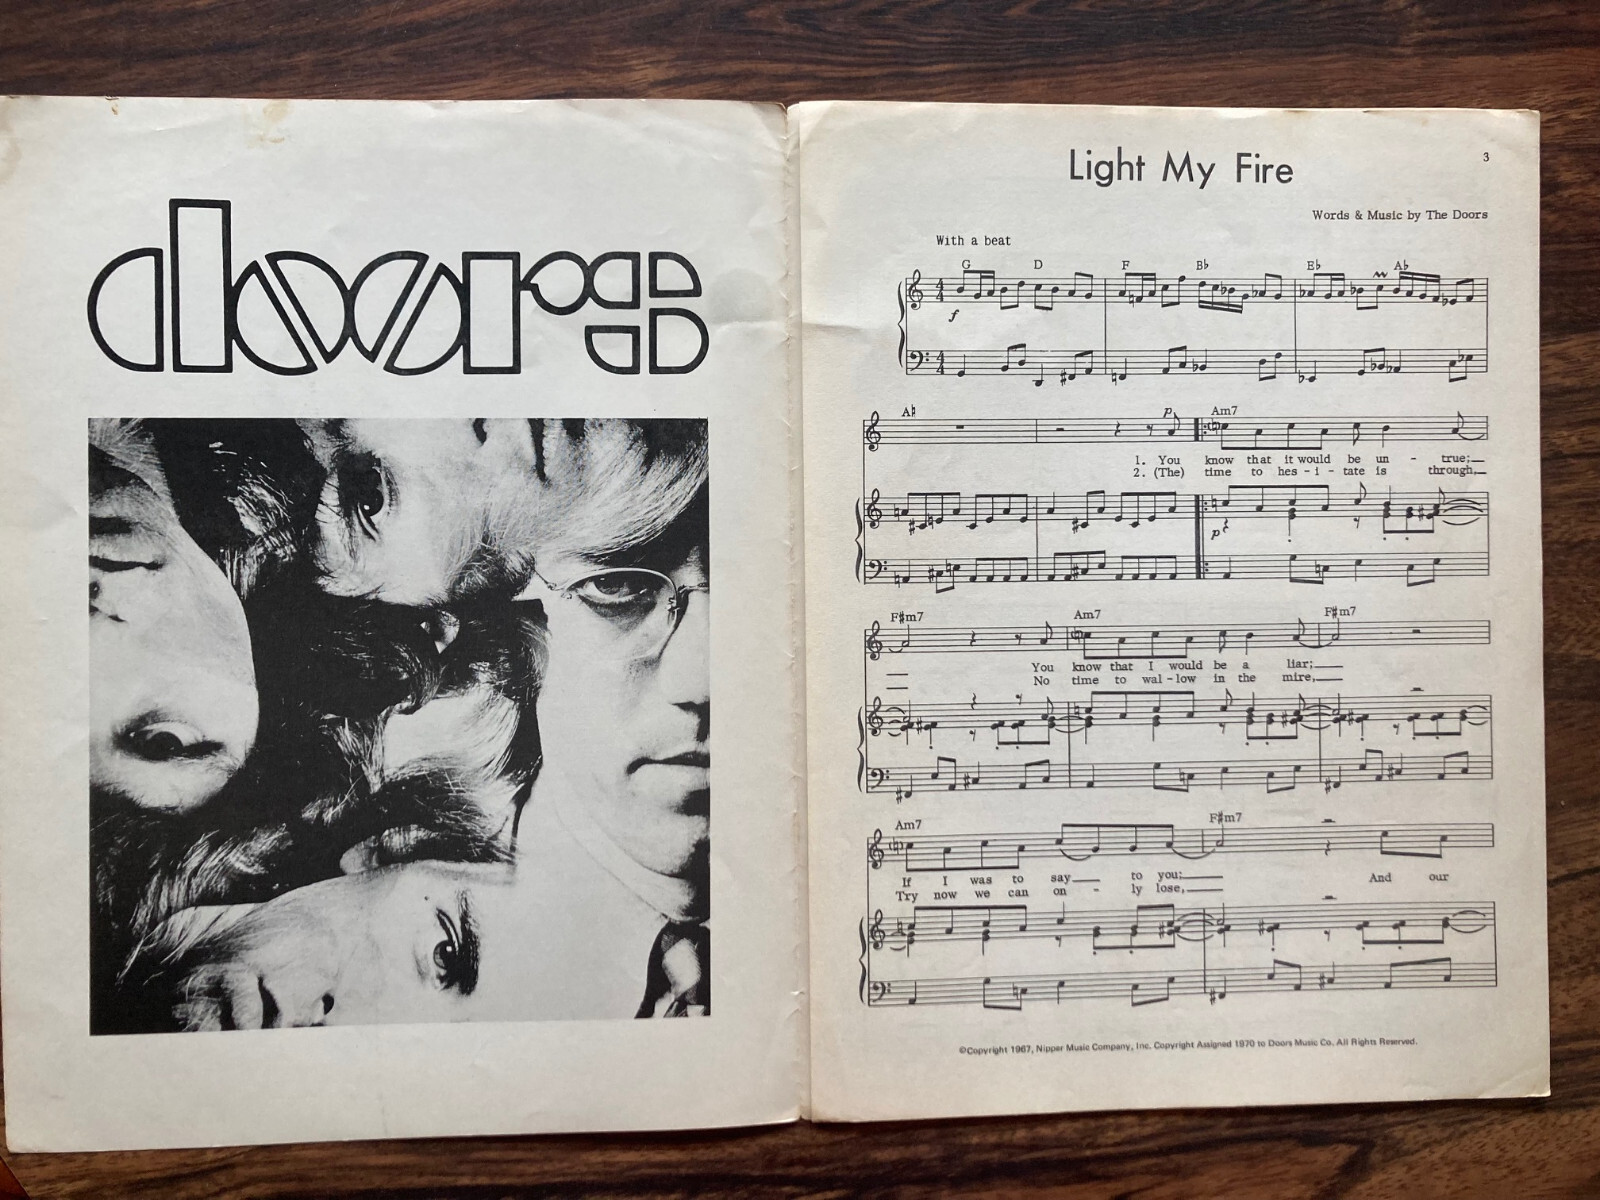 doors
Light My Fire
3
Words & Music by The Doors
With a beat
G D F B♭ E♭ A♭
f
A♮ p Am7
1. You know that it would be un - true;
2. (The) time to hes - i - tate is through,
p
F♯m7 Am7 F♯m7
You know that I would be a liar;
No time to wal - low in the mire,
Am7 F♯m7
If I was to say to you; And our
Try now we can on - ly lose,
©Copyright 1967, Nipper Music Company, Inc. Copyright Assigned 1970 to Doors Music Co. All Rights Reserved.